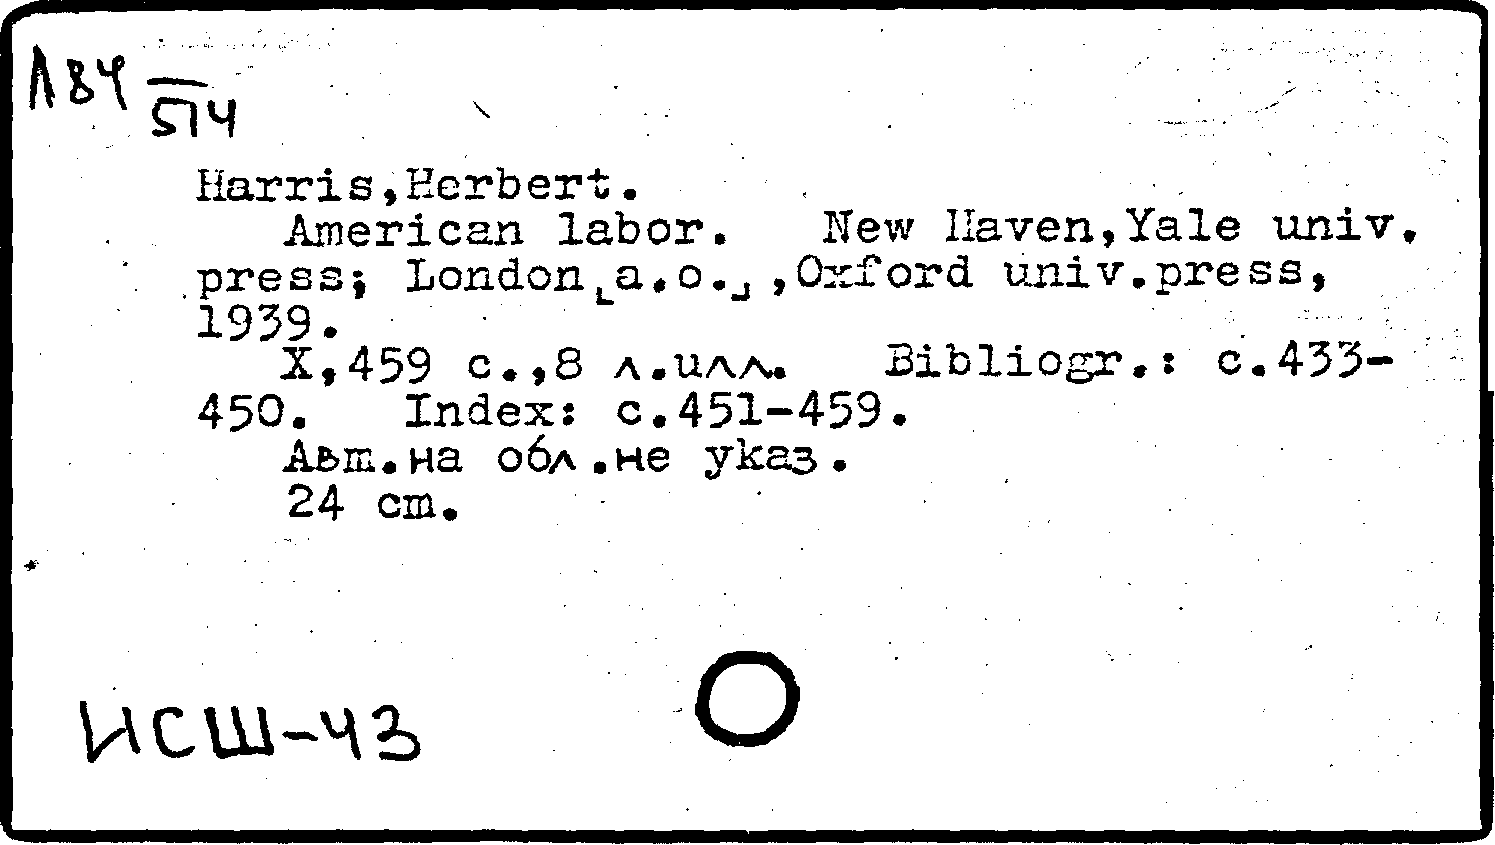 Л84
514
Harris,Herbert.
American labor. New Haven,Yale univ.
press; London˻a.o.˼,Oxford univ.press,
1939.
X,459 c.,8 л.илл. Bibliogr.: c.433-
450. Index: c.451-459.
Авт.на обл.не указ.
24 cm.
ИСШ-43